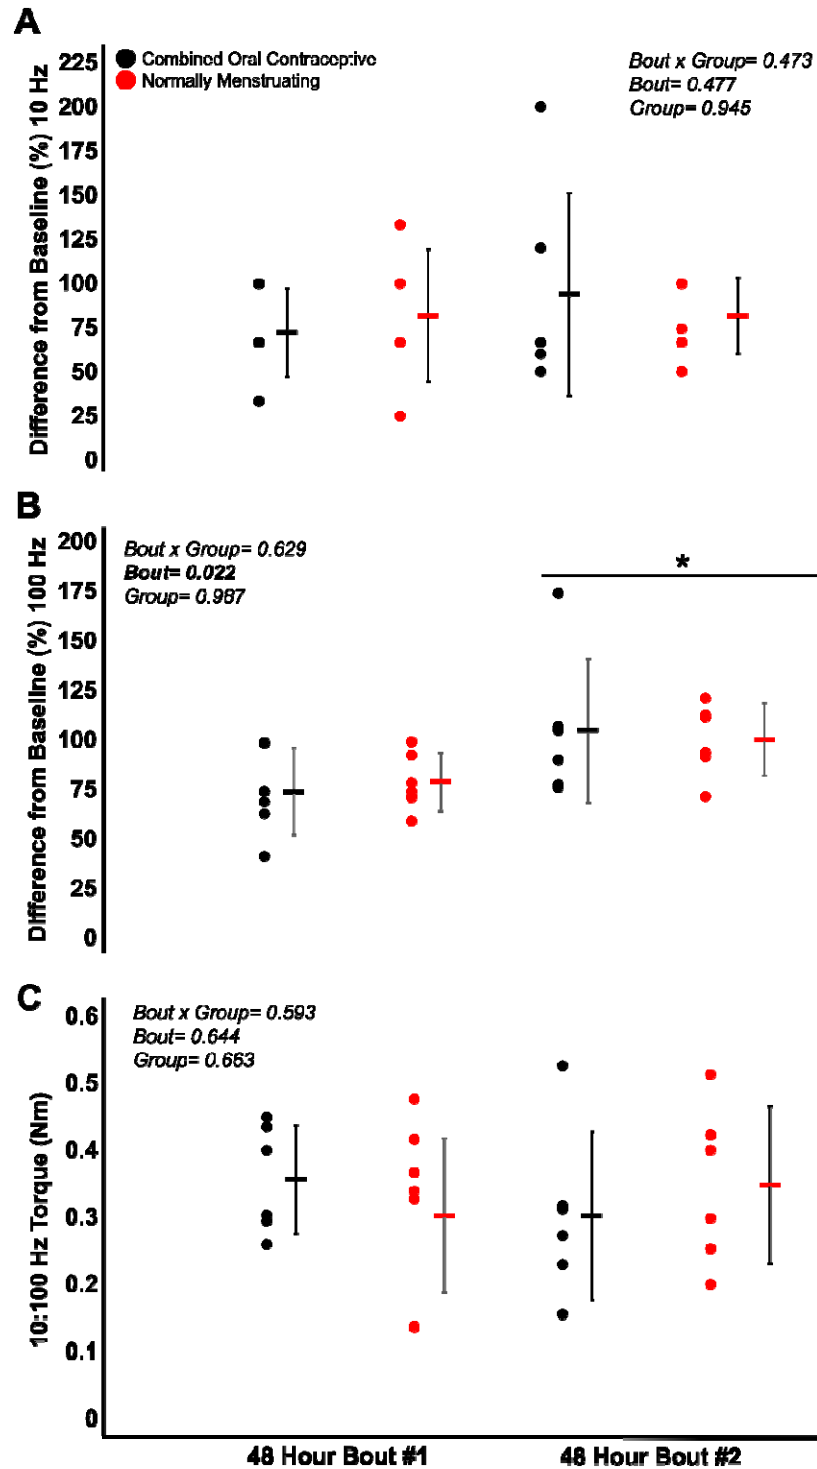 A
Difference from Baseline (%) 10 Hz
225
200
175
150
125
100
75
50
25
0
Combined Oral Contraceptive
Normally Menstruating
Bout x Group= 0.473
Bout= 0.477
Group= 0.945
B
Difference from Baseline (%) 100 Hz
200
175
150
125
100
75
50
25
0
Bout x Group= 0.629
Bout= 0.022
Group= 0.987
*
C
10:100 Hz Torque (Nm)
0.6
0.5
0.4
0.3
0.2
0.1
0
Bout x Group= 0.593
Bout= 0.644
Group= 0.663
48 Hour Bout #1
48 Hour Bout #2